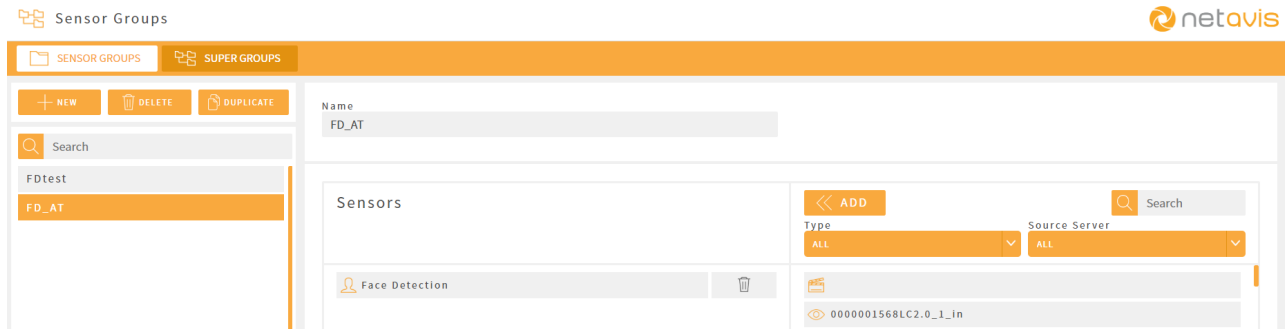 Sensor Groups
netavis
SENSOR GROUPS
SUPER GROUPS
NEW
DELETE
DUPLICATE
Search
FDtest
FD_AT
Name
FD_AT
Sensors
ADD
Search
Type
Source Server
ALL
ALL
Face Detection
0000001568LC2.0_1_in